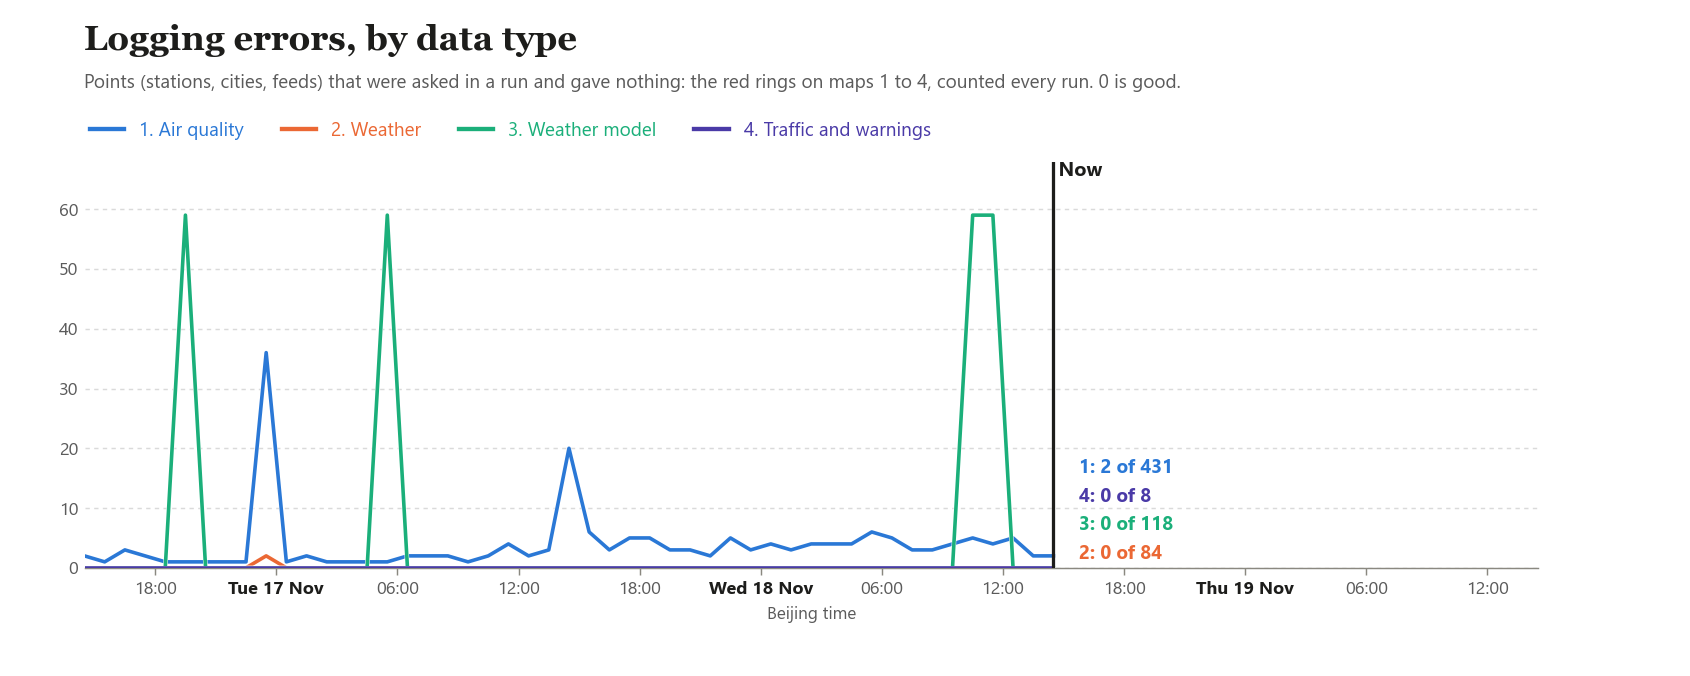 Logging errors, by data type
Points (stations, cities, feeds) that were asked in a run and gave nothing: the red rings on maps 1 to 4, counted every run. 0 is good.
1. Air quality 2. Weather 3. Weather model 4. Traffic and warnings
Now
60
50
40
30
20
10
0
1: 2 of 431
4: 0 of 8
3: 0 of 118
2: 0 of 84
18:00 Tue 17 Nov 06:00 12:00 18:00 Wed 18 Nov 06:00 12:00 18:00 Thu 19 Nov 06:00 12:00
Beijing time